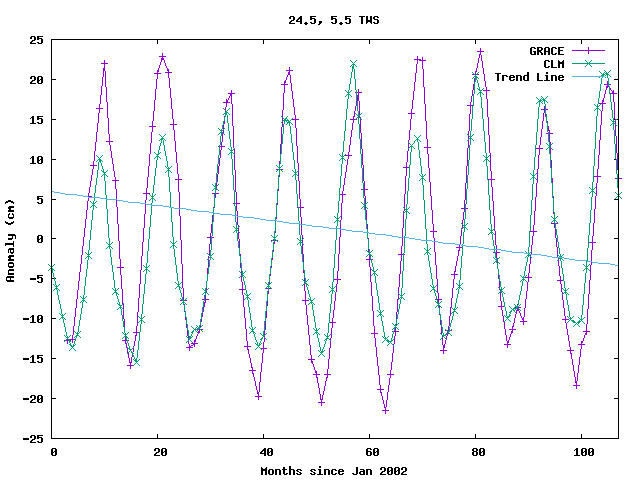 24.5, 5.5 TWS
GRACE
CLM
Trend Line
Anomaly (cm)
25
20
15
10
5
0
-5
-10
-15
-20
-25
0 20 40 60 80 100
Months since Jan 2002